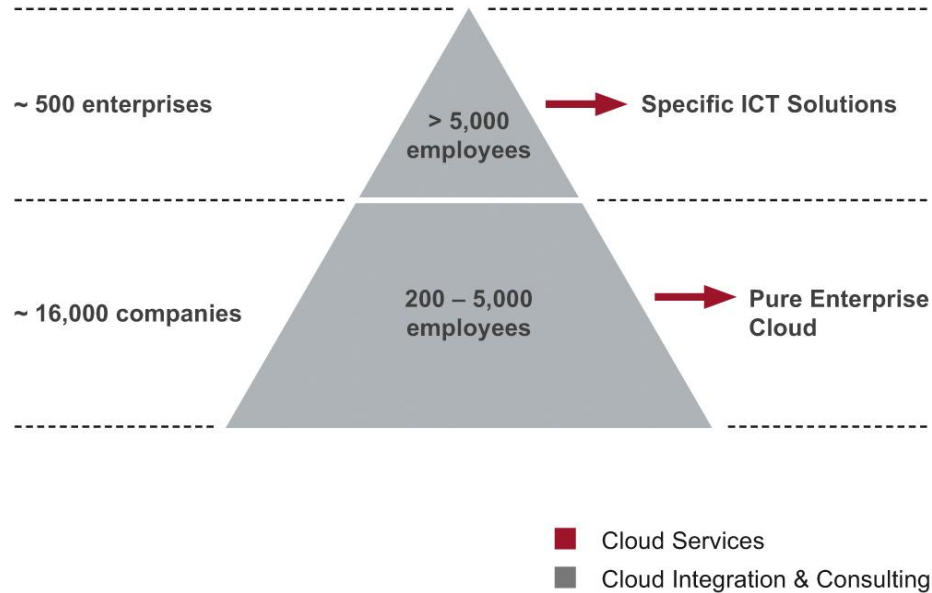 ~ 500 enterprises
> 5,000
employees
Specific ICT Solutions
~ 16,000 companies
200 – 5,000
employees
Pure Enterprise
Cloud
Cloud Services
Cloud Integration & Consulting